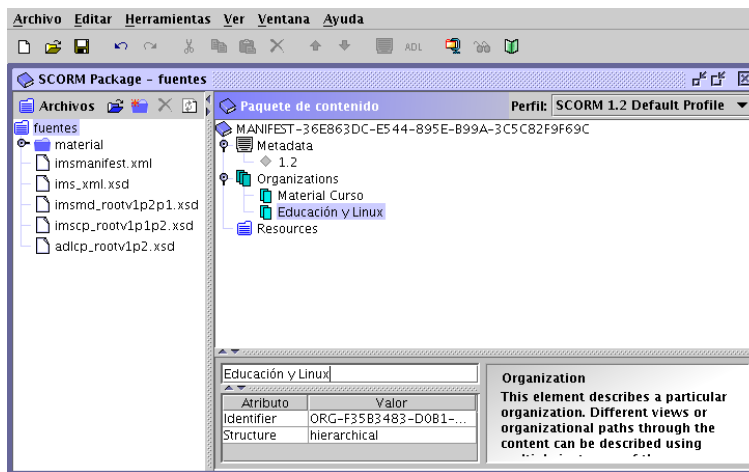 Archivo Editar Herramientas Ver Ventana Ayuda
ADL
SCORM Package - fuentes
Archivos
fuentes
material
imsmanifest.xml
ims_xml.xsd
imsmd_rootv1p2p1.xsd
imscp_rootv1p1p2.xsd
adlcp_rootv1p2.xsd
Paquete de contenido Perfil: SCORM 1.2 Default Profile
MANIFEST-36E863DC-E544-895E-B99A-3C5C82F9F69C
Metadata
1.2
Organizations
Material Curso
Educación y Linux
Resources
Educación y Linux
Atributo Valor
Identifier ORG-F35B3483-D0B1-...
Structure hierarchical
Organization
This element describes a particular
organization. Different views or
organizational paths through the
content can be described using